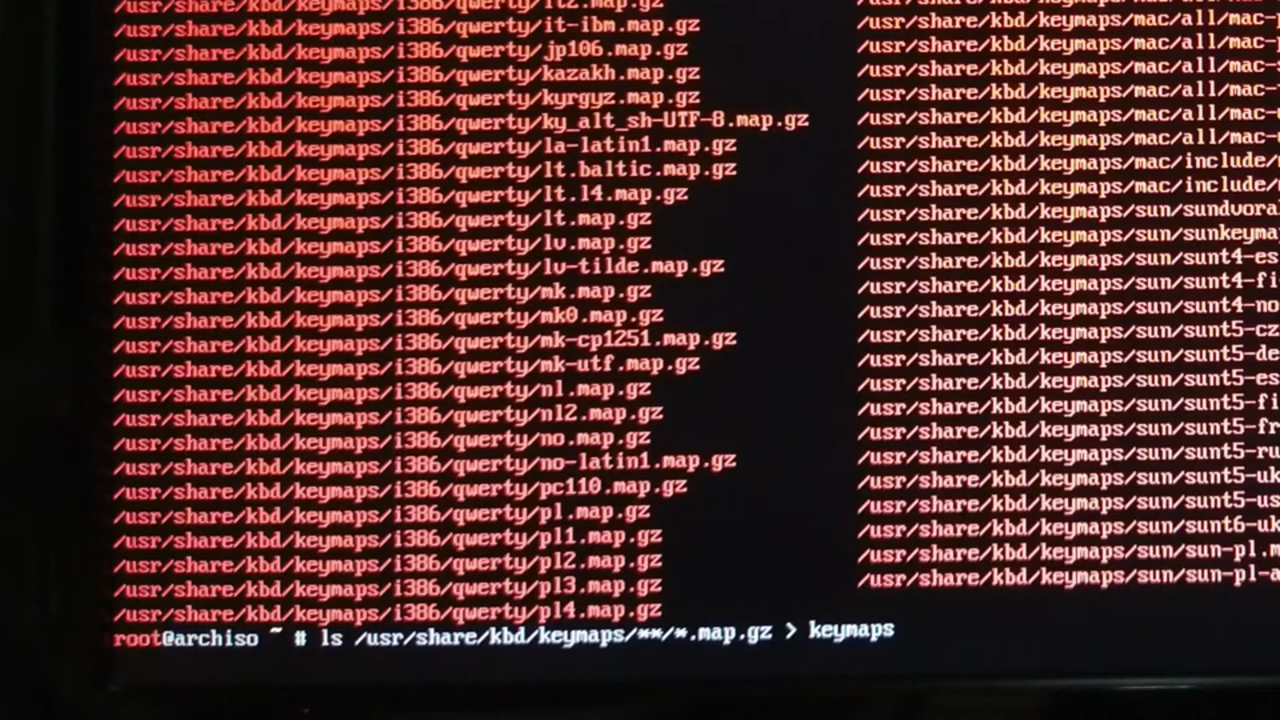 /usr/share/kbd/keymaps/i386/qwerty/it2.map.gz
/usr/share/kbd/keymaps/i386/qwerty/it-ibm.map.gz
/usr/share/kbd/keymaps/i386/qwerty/jp106.map.gz
/usr/share/kbd/keymaps/i386/qwerty/kazakh.map.gz
/usr/share/kbd/keymaps/i386/qwerty/kyrgyz.map.gz
/usr/share/kbd/keymaps/i386/qwerty/ky_alt_sh-UTF-8.map.gz
/usr/share/kbd/keymaps/i386/qwerty/la-latin1.map.gz
/usr/share/kbd/keymaps/i386/qwerty/lt.baltic.map.gz
/usr/share/kbd/keymaps/i386/qwerty/lt.l4.map.gz
/usr/share/kbd/keymaps/i386/qwerty/lt.map.gz
/usr/share/kbd/keymaps/i386/qwerty/lv.map.gz
/usr/share/kbd/keymaps/i386/qwerty/lv-tilde.map.gz
/usr/share/kbd/keymaps/i386/qwerty/mk.map.gz
/usr/share/kbd/keymaps/i386/qwerty/mk0.map.gz
/usr/share/kbd/keymaps/i386/qwerty/mk-cp1251.map.gz
/usr/share/kbd/keymaps/i386/qwerty/mk-utf.map.gz
/usr/share/kbd/keymaps/i386/qwerty/nl.map.gz
/usr/share/kbd/keymaps/i386/qwerty/nl2.map.gz
/usr/share/kbd/keymaps/i386/qwerty/no.map.gz
/usr/share/kbd/keymaps/i386/qwerty/no-latin1.map.gz
/usr/share/kbd/keymaps/i386/qwerty/pc110.map.gz
/usr/share/kbd/keymaps/i386/qwerty/pl.map.gz
/usr/share/kbd/keymaps/i386/qwerty/pl1.map.gz
/usr/share/kbd/keymaps/i386/qwerty/pl2.map.gz
/usr/share/kbd/keymaps/i386/qwerty/pl3.map.gz
/usr/share/kbd/keymaps/i386/qwerty/pl4.map.gz
/usr/share/kbd/keymaps/mac/all/mac-
/usr/share/kbd/keymaps/mac/all/mac-
/usr/share/kbd/keymaps/mac/all/mac-
/usr/share/kbd/keymaps/mac/all/mac-
/usr/share/kbd/keymaps/mac/all/mac-
/usr/share/kbd/keymaps/mac/all/mac-
/usr/share/kbd/keymaps/mac/include/
/usr/share/kbd/keymaps/mac/include/
/usr/share/kbd/keymaps/sun/sundvora
/usr/share/kbd/keymaps/sun/sunkeyma
/usr/share/kbd/keymaps/sun/sunt4-es
/usr/share/kbd/keymaps/sun/sunt4-fi
/usr/share/kbd/keymaps/sun/sunt4-no
/usr/share/kbd/keymaps/sun/sunt5-cz
/usr/share/kbd/keymaps/sun/sunt5-de
/usr/share/kbd/keymaps/sun/sunt5-es
/usr/share/kbd/keymaps/sun/sunt5-fi
/usr/share/kbd/keymaps/sun/sunt5-fr
/usr/share/kbd/keymaps/sun/sunt5-ru
/usr/share/kbd/keymaps/sun/sunt5-uk
/usr/share/kbd/keymaps/sun/sunt5-us
/usr/share/kbd/keymaps/sun/sunt6-uk
/usr/share/kbd/keymaps/sun/sun-pl.m
/usr/share/kbd/keymaps/sun/sun-pl-a
root@archiso ~ # ls /usr/share/kbd/keymaps/**/*.map.gz > keymaps